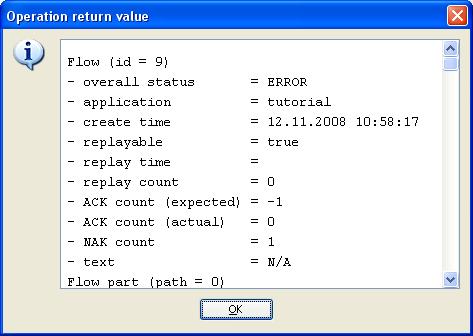 Operation return value
Flow (id = 9)
- overall status = ERROR
- application = tutorial
- create time = 12.11.2008 10:58:17
- replayable = true
- replay time =
- replay count = 0
- ACK count (expected) = -1
- ACK count (actual) = 0
- NAK count = 1
- text = N/A
Flow part (path = 0)
OK